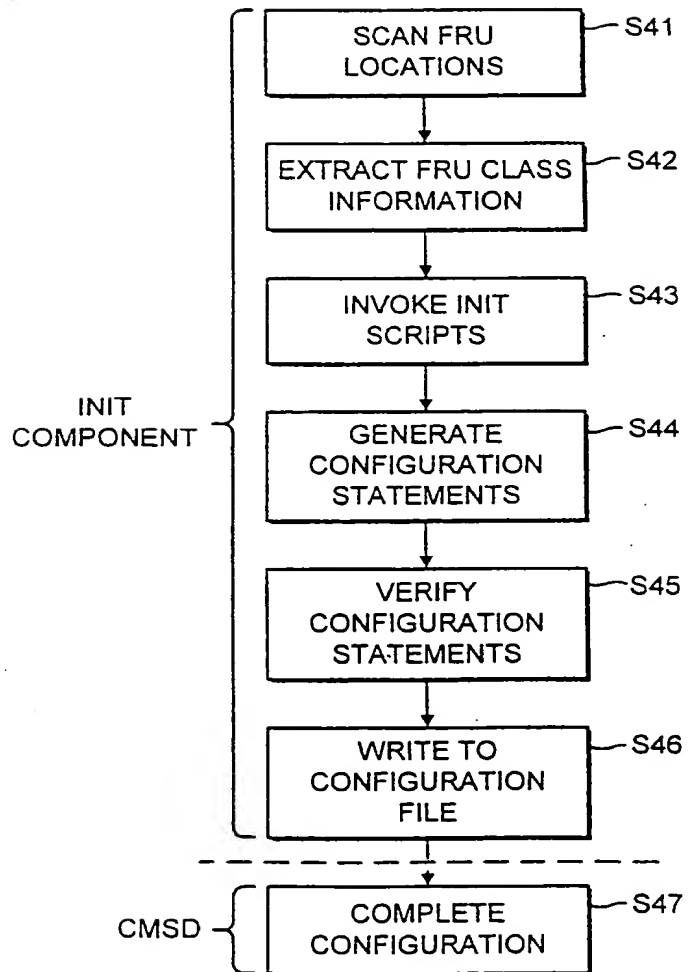 SCAN FRU
LOCATIONS
S41
EXTRACT FRU CLASS
INFORMATION
S42
INVOKE INIT
SCRIPTS
S43
INIT
COMPONENT
GENERATE
CONFIGURATION
STATEMENTS
S44
VERIFY
CONFIGURATION
STATEMENTS
S45
WRITE TO
CONFIGURATION
FILE
S46
CMSD
COMPLETE
CONFIGURATION
S47